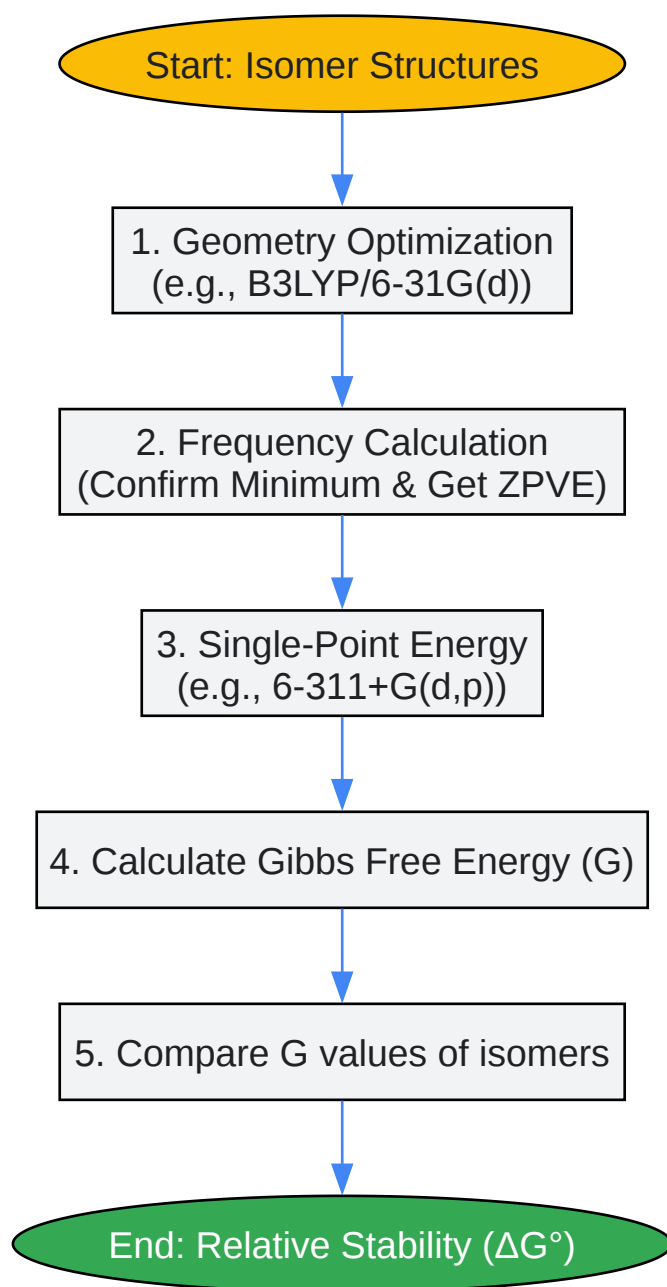 Start: Isomer Structures
1. Geometry Optimization
(e.g., B3LYP/6-31G(d))
2. Frequency Calculation
(Confirm Minimum & Get ZPVE)
3. Single-Point Energy
(e.g., 6-311+G(d,p))
4. Calculate Gibbs Free Energy (G)
5. Compare G values of isomers
End: Relative Stability (ΔG°)